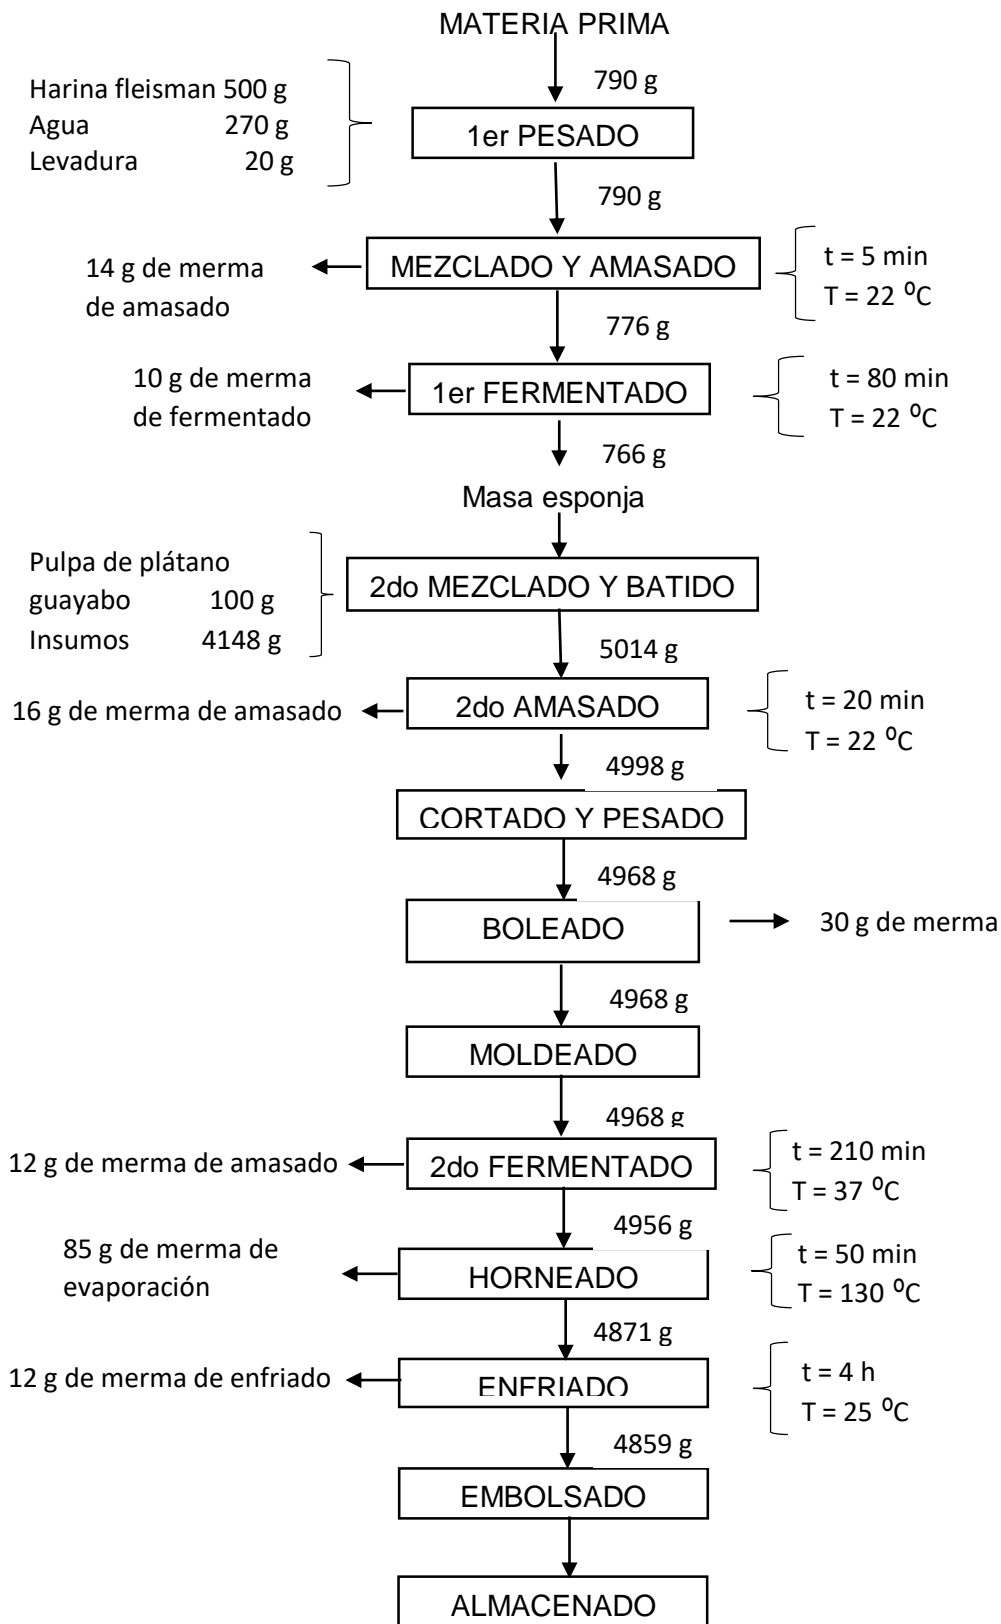 MATERIA PRIMA
790 g
Harina fleisman 500 g
Agua 270 g
Levadura 20 g
1er PESADO
790 g
14 g de merma
de amasado
MEZCLADO Y AMASADO
t = 5 min
T = 22 ⁰C
776 g
10 g de merma
de fermentado
1er FERMENTADO
t = 80 min
T = 22 ⁰C
766 g
Masa esponja
Pulpa de plátano
guayabo 100 g
Insumos 4148 g
2do MEZCLADO Y BATIDO
5014 g
16 g de merma de amasado
2do AMASADO
t = 20 min
T = 22 ⁰C
4998 g
CORTADO Y PESADO
4968 g
BOLEADO
30 g de merma
4968 g
MOLDEADO
4968 g
12 g de merma de amasado
2do FERMENTADO
t = 210 min
T = 37 ⁰C
4956 g
85 g de merma de
evaporación
HORNEADO
t = 50 min
T = 130 ⁰C
4871 g
12 g de merma de enfriado
ENFRIADO
t = 4 h
T = 25 ⁰C
4859 g
EMBOLSADO
ALMACENADO